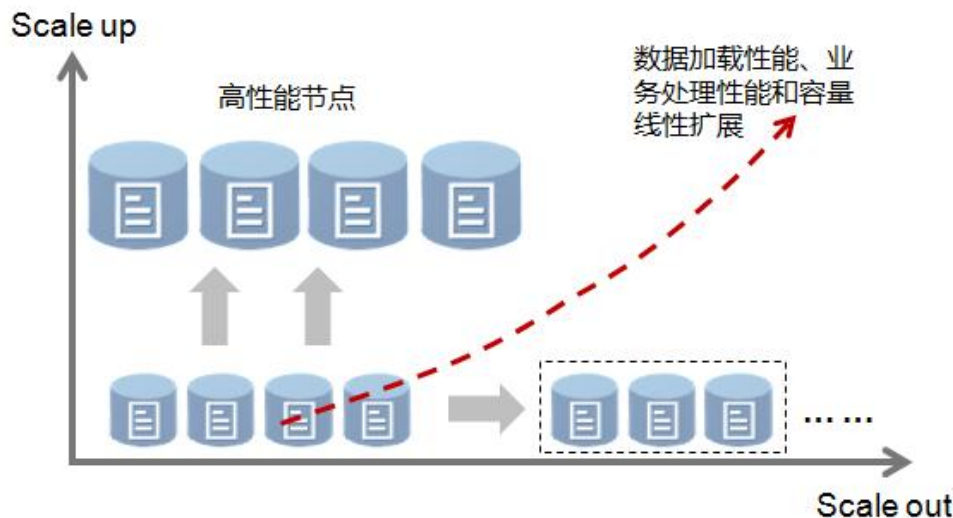 Scale up
高性能节点
数据加载性能、业
务处理性能和容量
线性扩展
... ...
Scale out